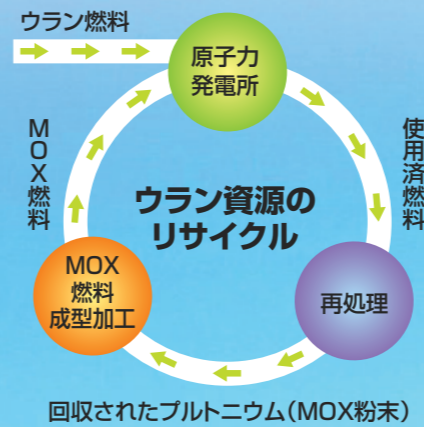 ウラン燃料
原子力
発電所
MOX燃料
使用済燃料
ウラン資源の
リサイクル
MOX
燃料
成型加工
再処理
回収されたプルトニウム(MOX粉末)